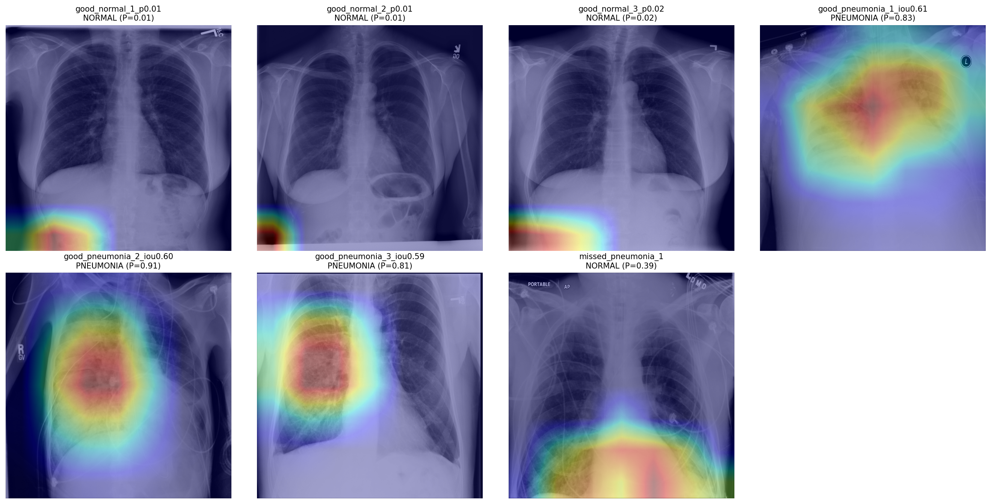 good_normal_1_p0.01
NORMAL (P=0.01)
good_normal_2_p0.01
NORMAL (P=0.01)
good_normal_3_p0.02
NORMAL (P=0.02)
good_pneumonia_1_iou0.61
PNEUMONIA (P=0.83)
L
L
L
good_pneumonia_2_iou0.60
PNEUMONIA (P=0.91)
good_pneumonia_3_iou0.59
PNEUMONIA (P=0.81)
missed_pneumonia_1
NORMAL (P=0.39)
R
GV
L
PORTABLE
AP
L DMD